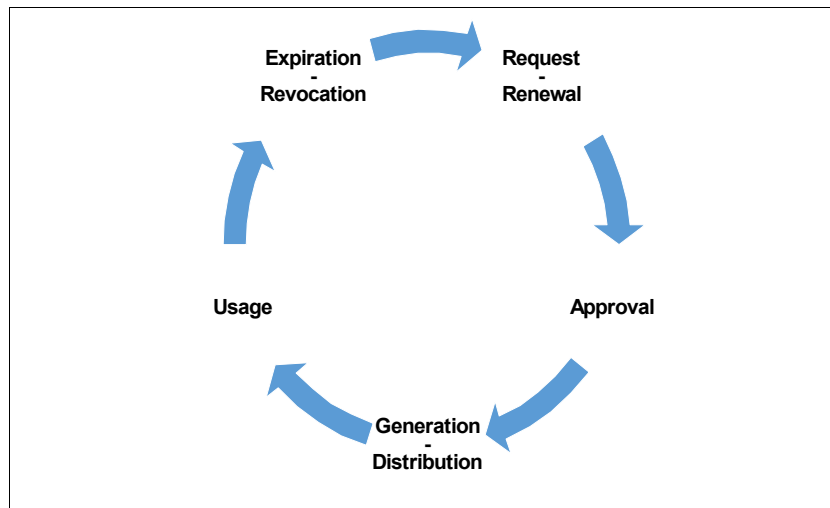 Expiration
-
Revocation
Request
-
Renewal
Approval
Generation
-
Distribution
Usage